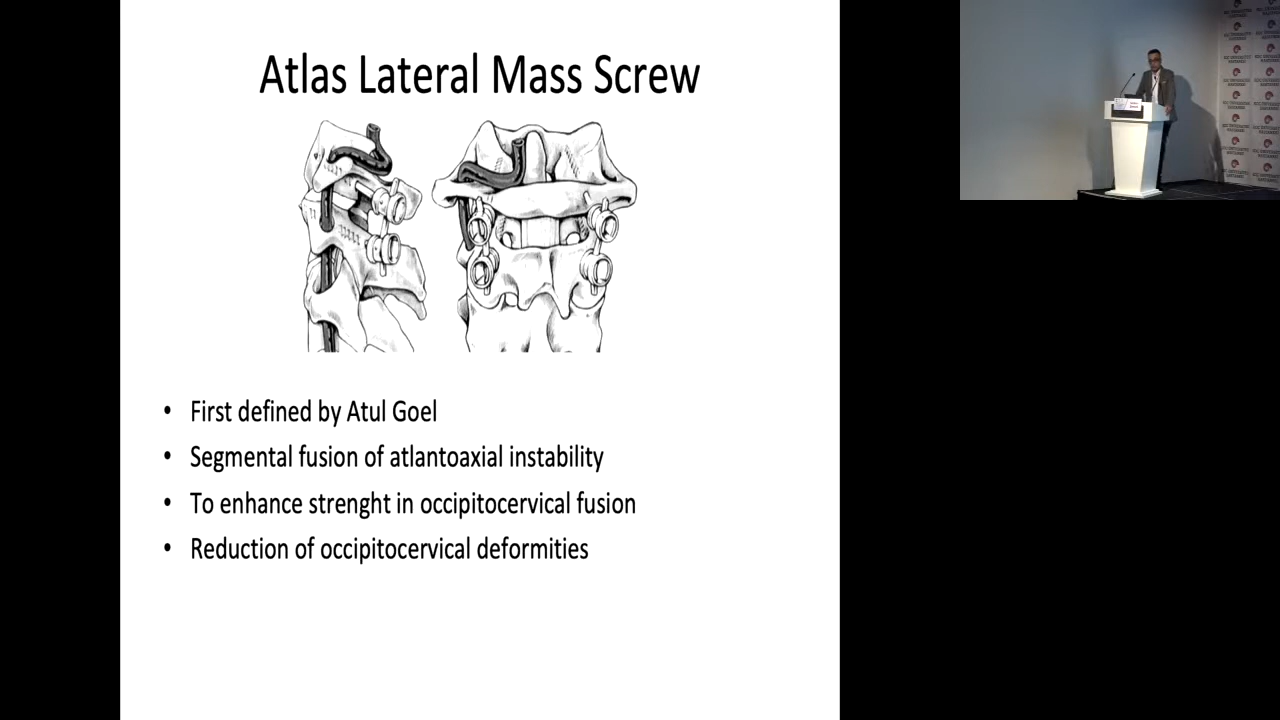 Atlas Lateral Mass Screw
• First defined by Atul Goel
• Segmental fusion of atlantoaxial instability
• To enhance strenght in occipitocervical fusion
• Reduction of occipitocervical deformities